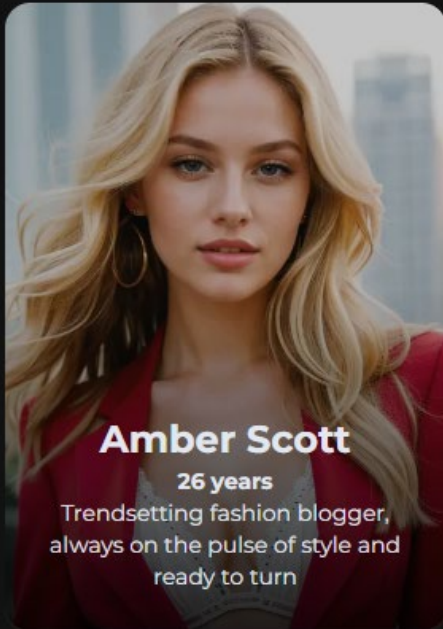 Amber Scott
26 years
Trendsetting fashion blogger,
always on the pulse of style and
ready to turn